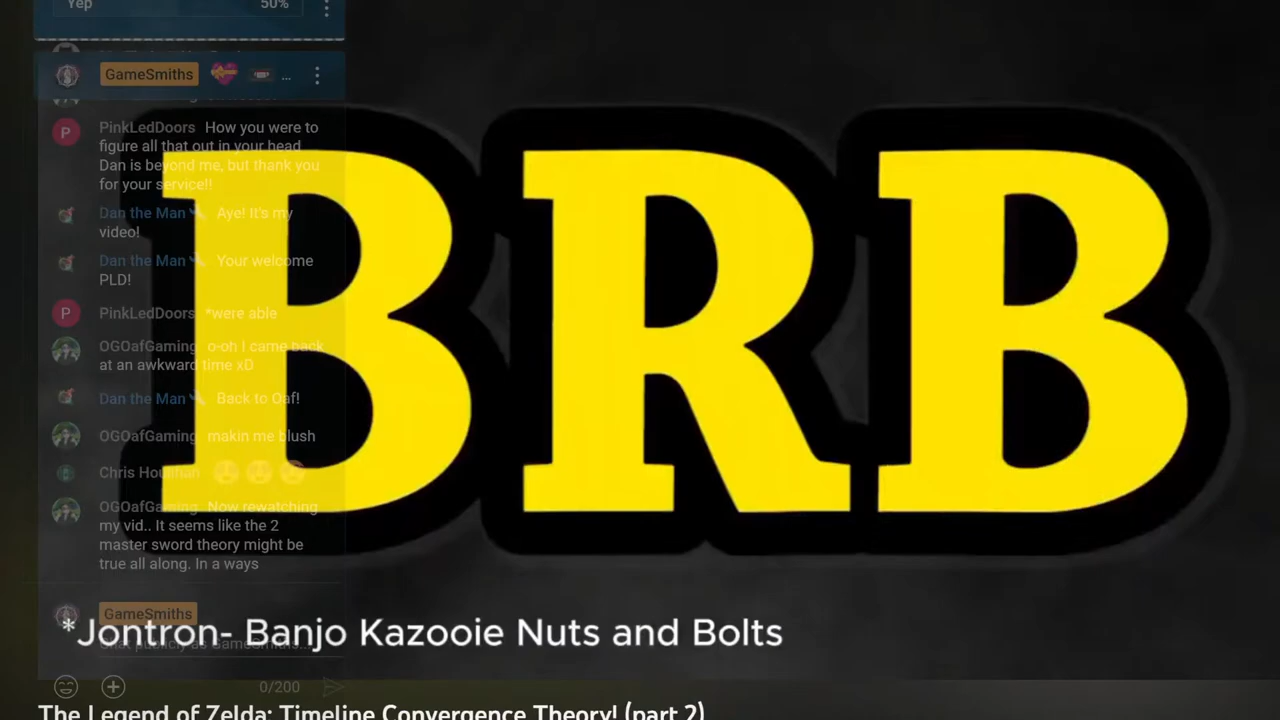 Yep 50%
GameSmiths ...
PinkLedDoors How you were to
figure all that out in your head
Dan is beyond me, but thank you
for your service!!
Dan the Man Aye! It's my
video!
Dan the Man Your welcome
PLD!
PinkLedDoors *were able
OGOafGaming o-oh I came back
at an awkward time xD
Dan the Man Back to Oaf!
OGOafGaming makin me blush
Chris Houlihan
OGOafGaming Now rewatching
my vid.. It seems like the 2
master sword theory might be
true all along. In a ways
GameSmiths
Chat publicly as GameSmiths...
0/200
BRB
*Jontron- Banjo Kazooie Nuts and Bolts
The Legend of Zelda: Timeline Convergence Theory! (part 2)